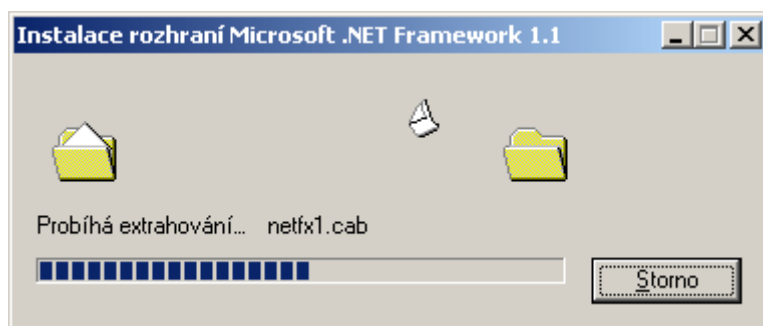 Instalace rozhraní Microsoft .NET Framework 1.1
Probíhá extrahování... netfx1.cab
Storno